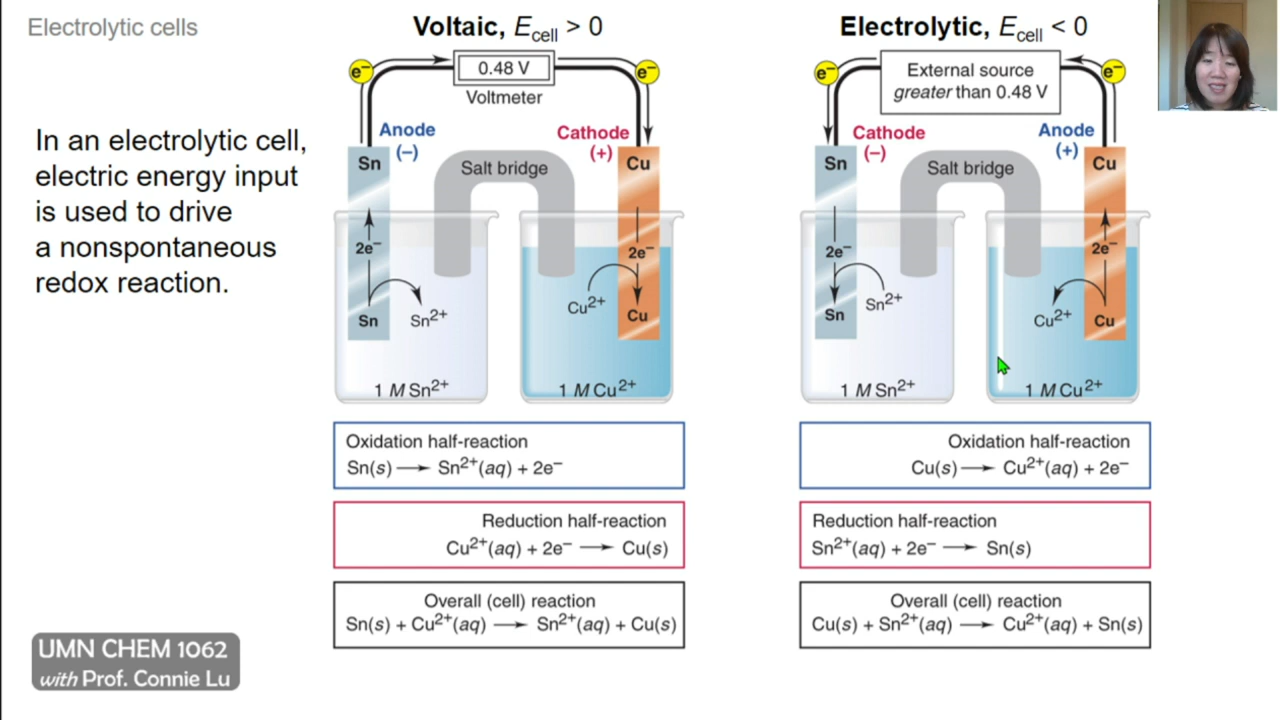 Electrolytic cells
In an electrolytic cell,
electric energy input
is used to drive
a nonspontaneous
redox reaction.
Voltaic, Ecell > 0
e⁻
0.48 V
e⁻
Voltmeter
Anode
(−)
Cathode
(+)
Sn
Salt bridge
Cu
2e⁻
2e⁻
Cu²⁺
Sn
Sn²⁺
Cu
1 M Sn²⁺
1 M Cu²⁺
Oxidation half-reaction
Sn(s) ⟶ Sn²⁺(aq) + 2e⁻
Reduction half-reaction
Cu²⁺(aq) + 2e⁻ ⟶ Cu(s)
Overall (cell) reaction
Sn(s) + Cu²⁺(aq) ⟶ Sn²⁺(aq) + Cu(s)
Electrolytic, Ecell < 0
e⁻
External source
greater than 0.48 V
e⁻
Cathode
(−)
Anode
(+)
Sn
Salt bridge
Cu
2e⁻
2e⁻
Sn²⁺
Sn
Cu²⁺
Cu
1 M Sn²⁺
1 M Cu²⁺
Oxidation half-reaction
Cu(s) ⟶ Cu²⁺(aq) + 2e⁻
Reduction half-reaction
Sn²⁺(aq) + 2e⁻ ⟶ Sn(s)
Overall (cell) reaction
Cu(s) + Sn²⁺(aq) ⟶ Cu²⁺(aq) + Sn(s)
UMN CHEM 1062
with Prof. Connie Lu